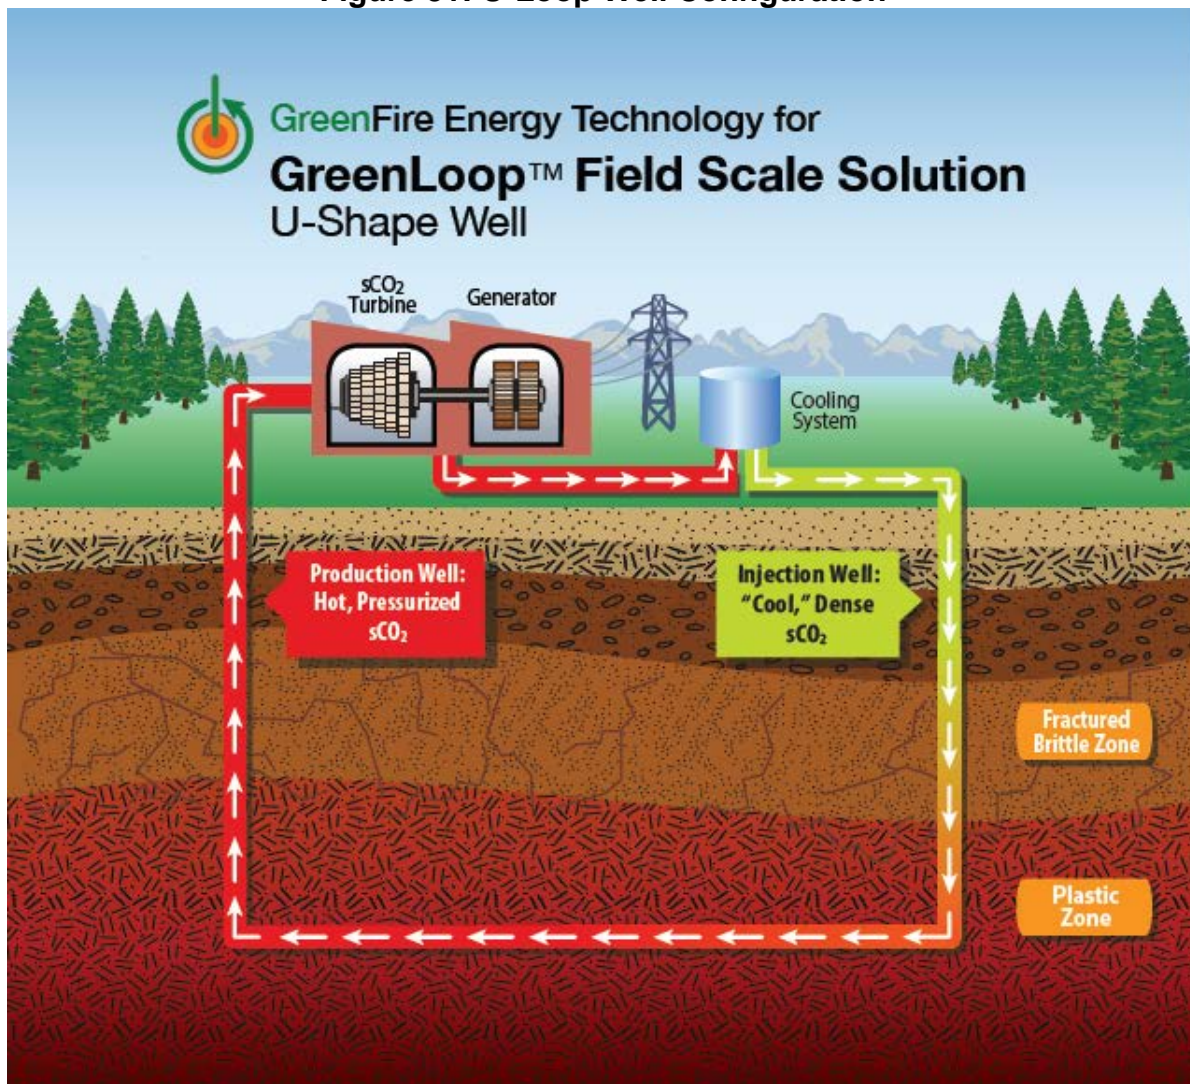 GreenFire Energy Technology for
GreenLoop™ Field Scale Solution
U-Shape Well
sCO₂
Turbine
Generator
Cooling
System
Production Well:
Hot, Pressurized
sCO₂
Injection Well:
"Cool," Dense
sCO₂
Fractured
Brittle Zone
Plastic
Zone